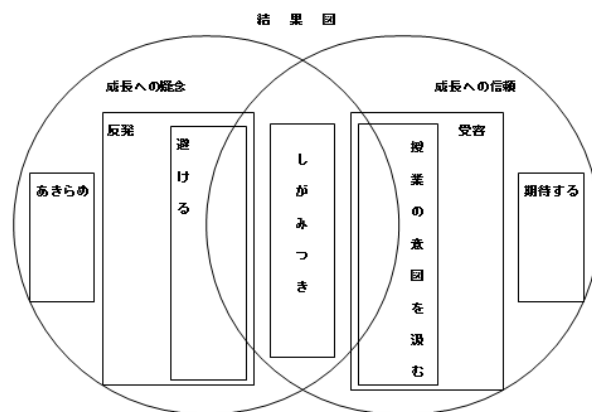 結果図
成長への疑念
成長への信頼
反発
避ける
しがみつき
授業の意図を汲む
受容
あきらめ
期待する